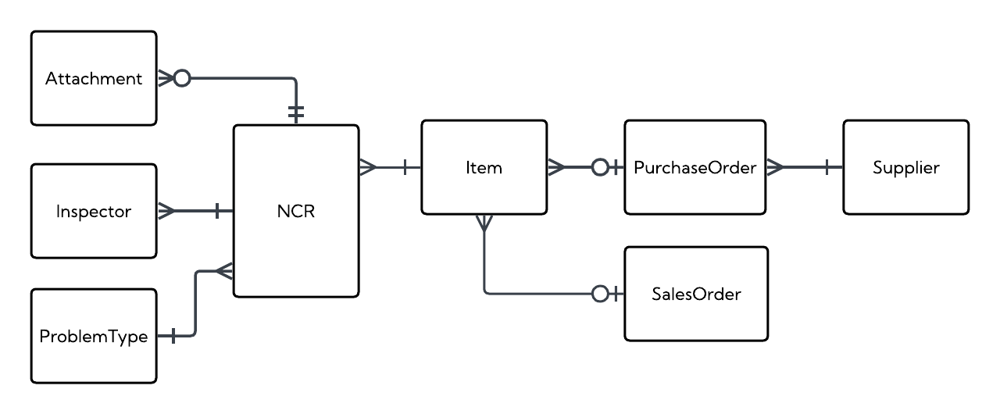 Attachment
Inspector
ProblemType
NCR
Item
PurchaseOrder
Supplier
SalesOrder